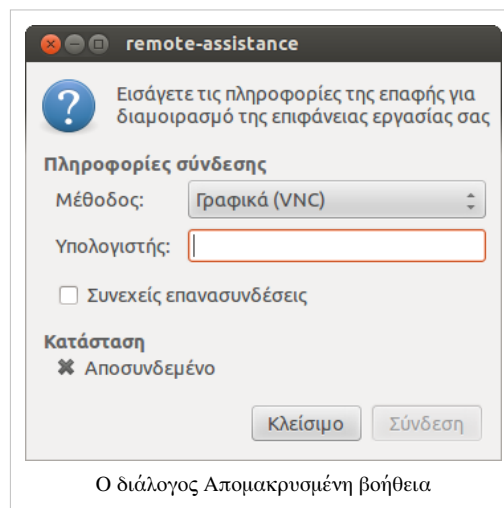 remote-assistance
Εισάγετε τις πληροφορίες της επαφής για
διαμοιρασμό της επιφάνειας εργασίας σας
Πληροφορίες σύνδεσης
Μέθοδος: Γραφικά (VNC)
Υπολογιστής:
Συνεχείς επανασυνδέσεις
Κατάσταση
Αποσυνδεμένο
Κλείσιμο Σύνδεση
Ο διάλογος Απομακρυσμένη βοήθεια